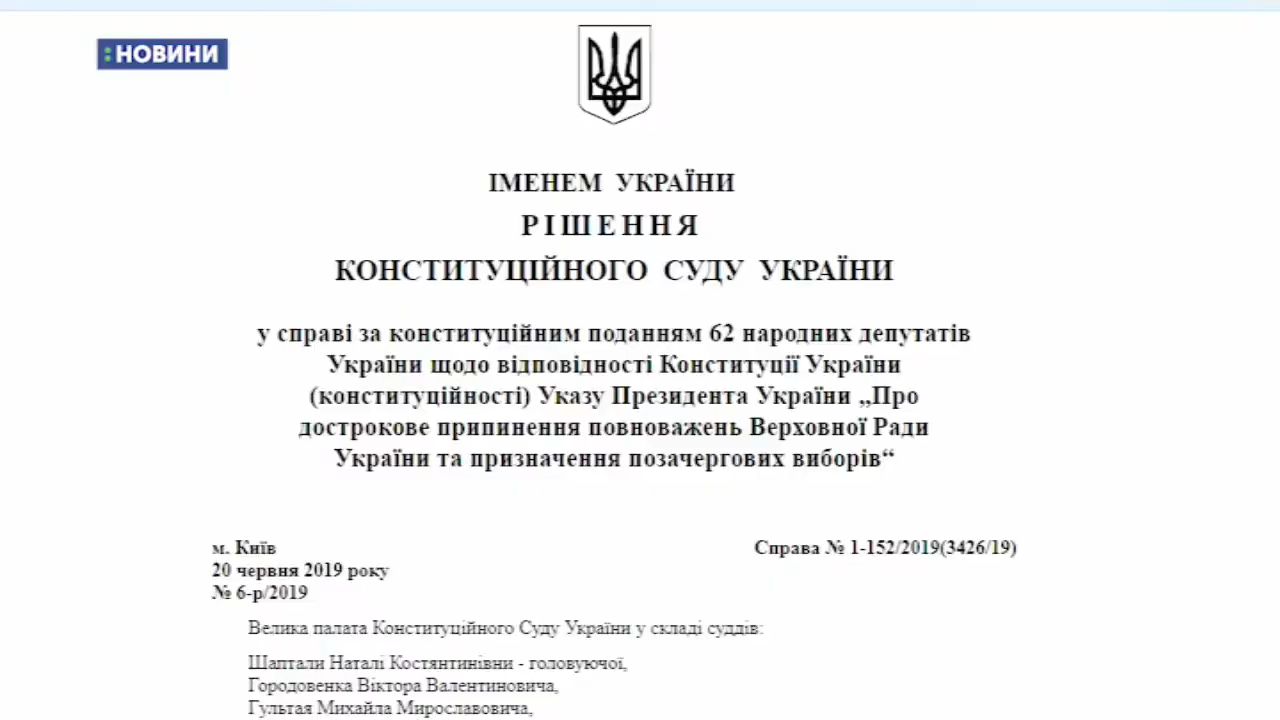 :НОВИНИ
ІМЕНЕМ УКРАЇНИ
РІШЕННЯ
КОНСТИТУЦІЙНОГО СУДУ УКРАЇНИ
у справі за конституційним поданням 62 народних депутатів
України щодо відповідності Конституції України
(конституційності) Указу Президента України „Про
дострокове припинення повноважень Верховної Ради
України та призначення позачергових виборів“
м. Київ
Справа № 1-152/2019(3426/19)
20 червня 2019 року
№ 6-р/2019
Велика палата Конституційного Суду України у складі суддів:
Шаптали Наталі Костянтинівни - головуючої,
Городовенка Віктора Валентиновича,
Гультая Михайла Мирославовича,